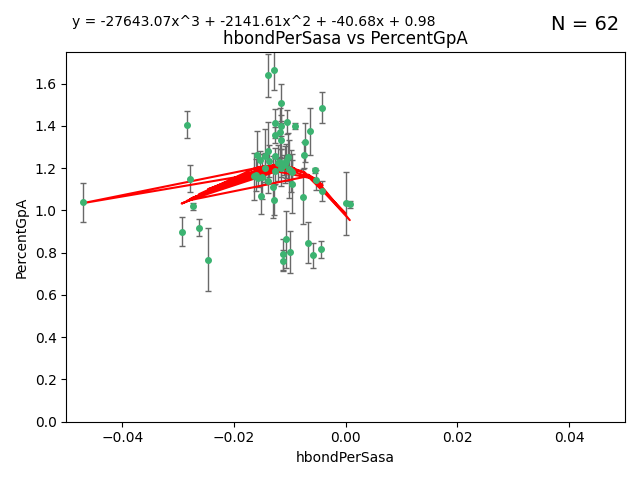 y = -27643.07x^3 + -2141.61x^2 + -40.68x + 0.98
N = 62
hbondPerSasa vs PercentGpA
1.6
1.4
1.2
1.0
0.8
0.6
0.4
0.2
0.0
PercentGpA
−0.04
−0.02
0.00
0.02
0.04
hbondPerSasa